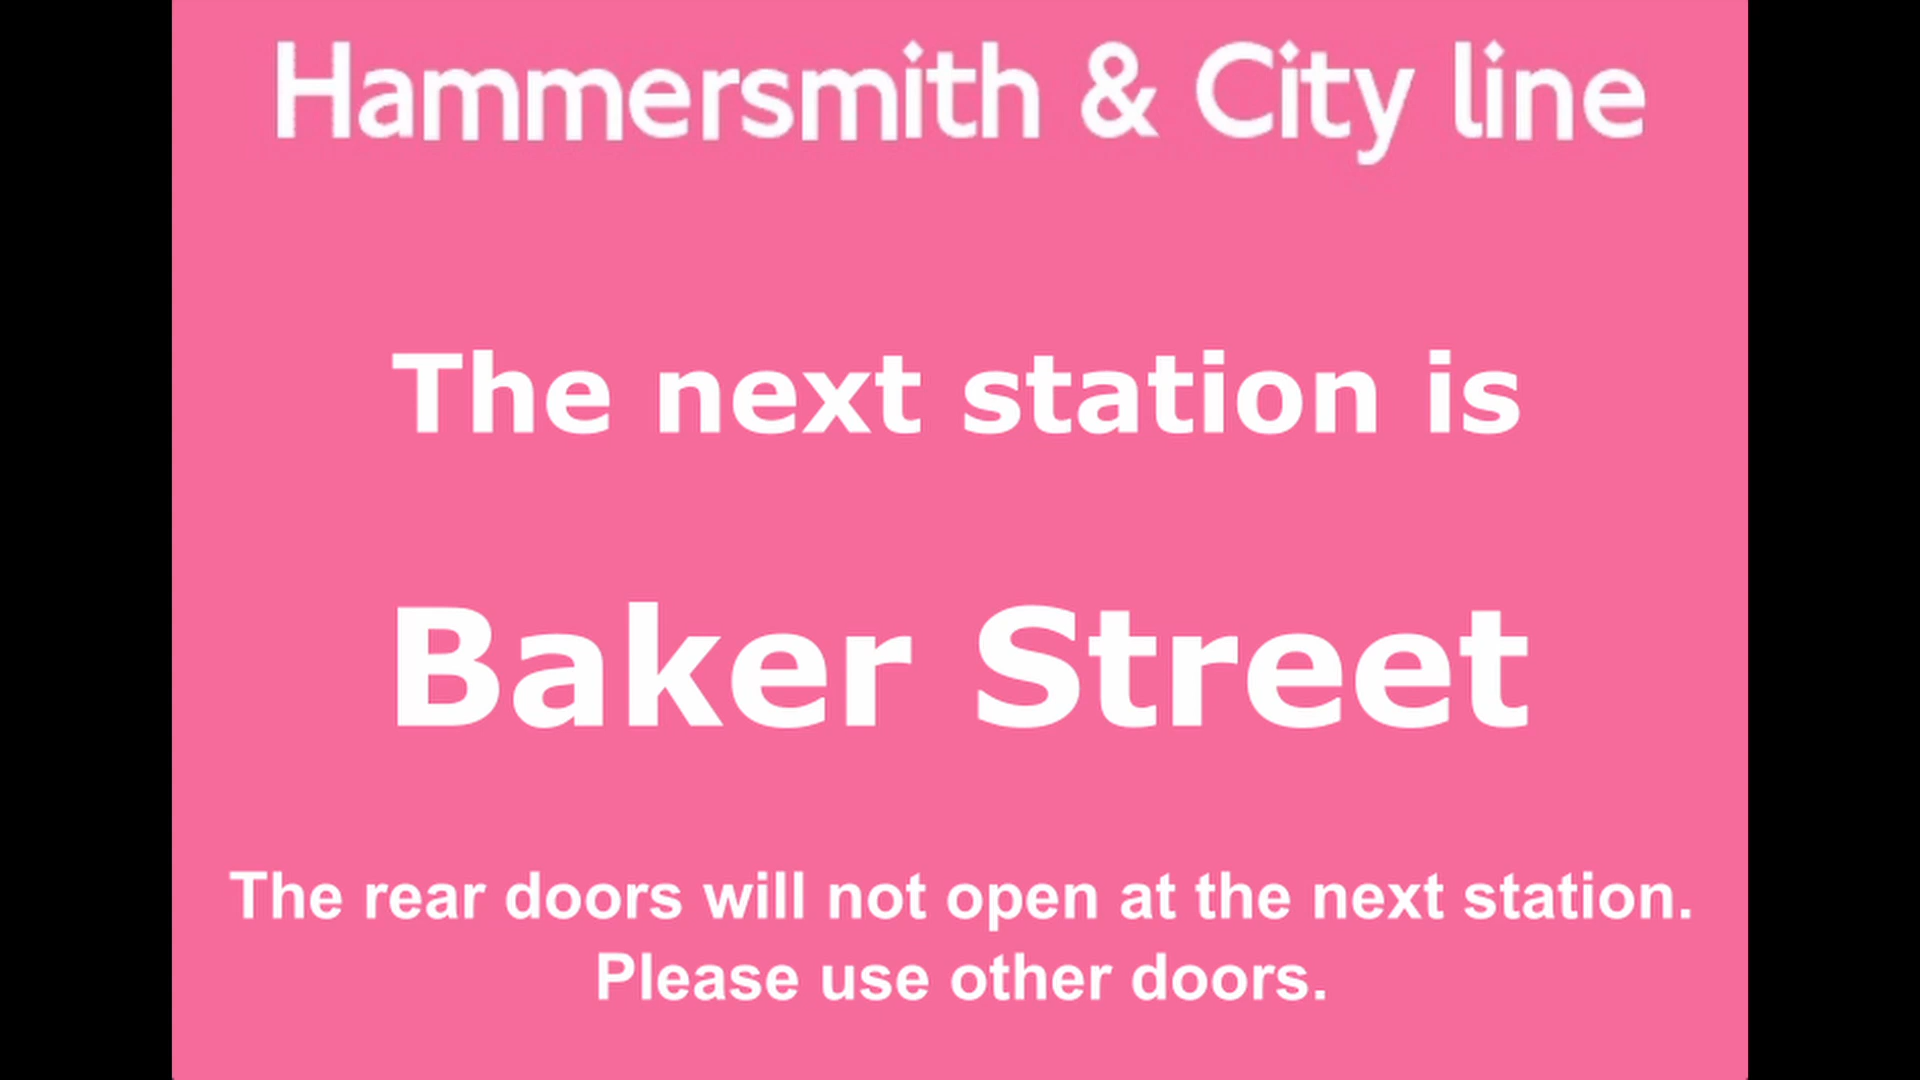 Hammersmith & City line
The next station is
Baker Street
The rear doors will not open at the next station.
Please use other doors.